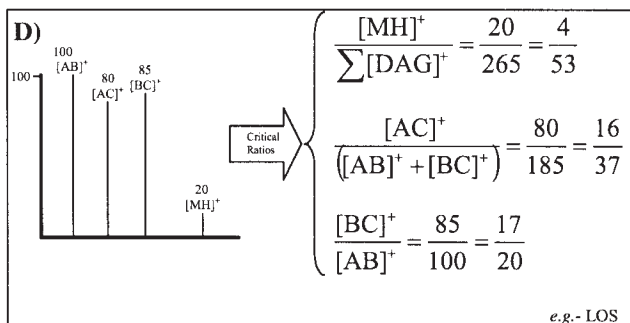 D)
100
[AB]⁺
85
[BC]⁺
80
[AC]⁺
100
20
[MH]⁺
Critical
Ratios
[MH]⁺ / ∑[DAG]⁺ = 20/265 = 4/53
[AC]⁺ / ([AB]⁺ + [BC]⁺) = 80/185 = 16/37
[BC]⁺ / [AB]⁺ = 85/100 = 17/20
e.g.- LOS